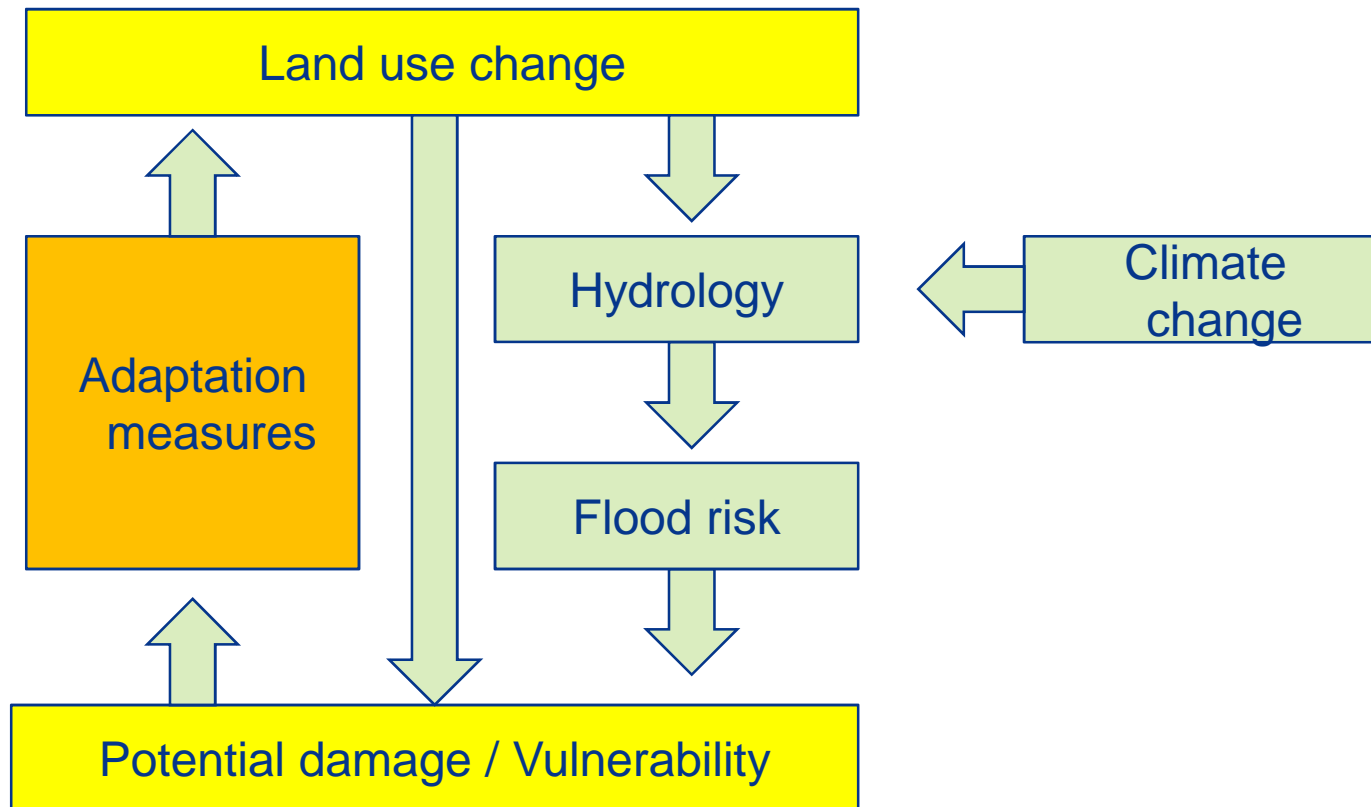 Land use change
Hydrology
Climate
change
Adaptation
measures
Flood risk
Potential damage / Vulnerability